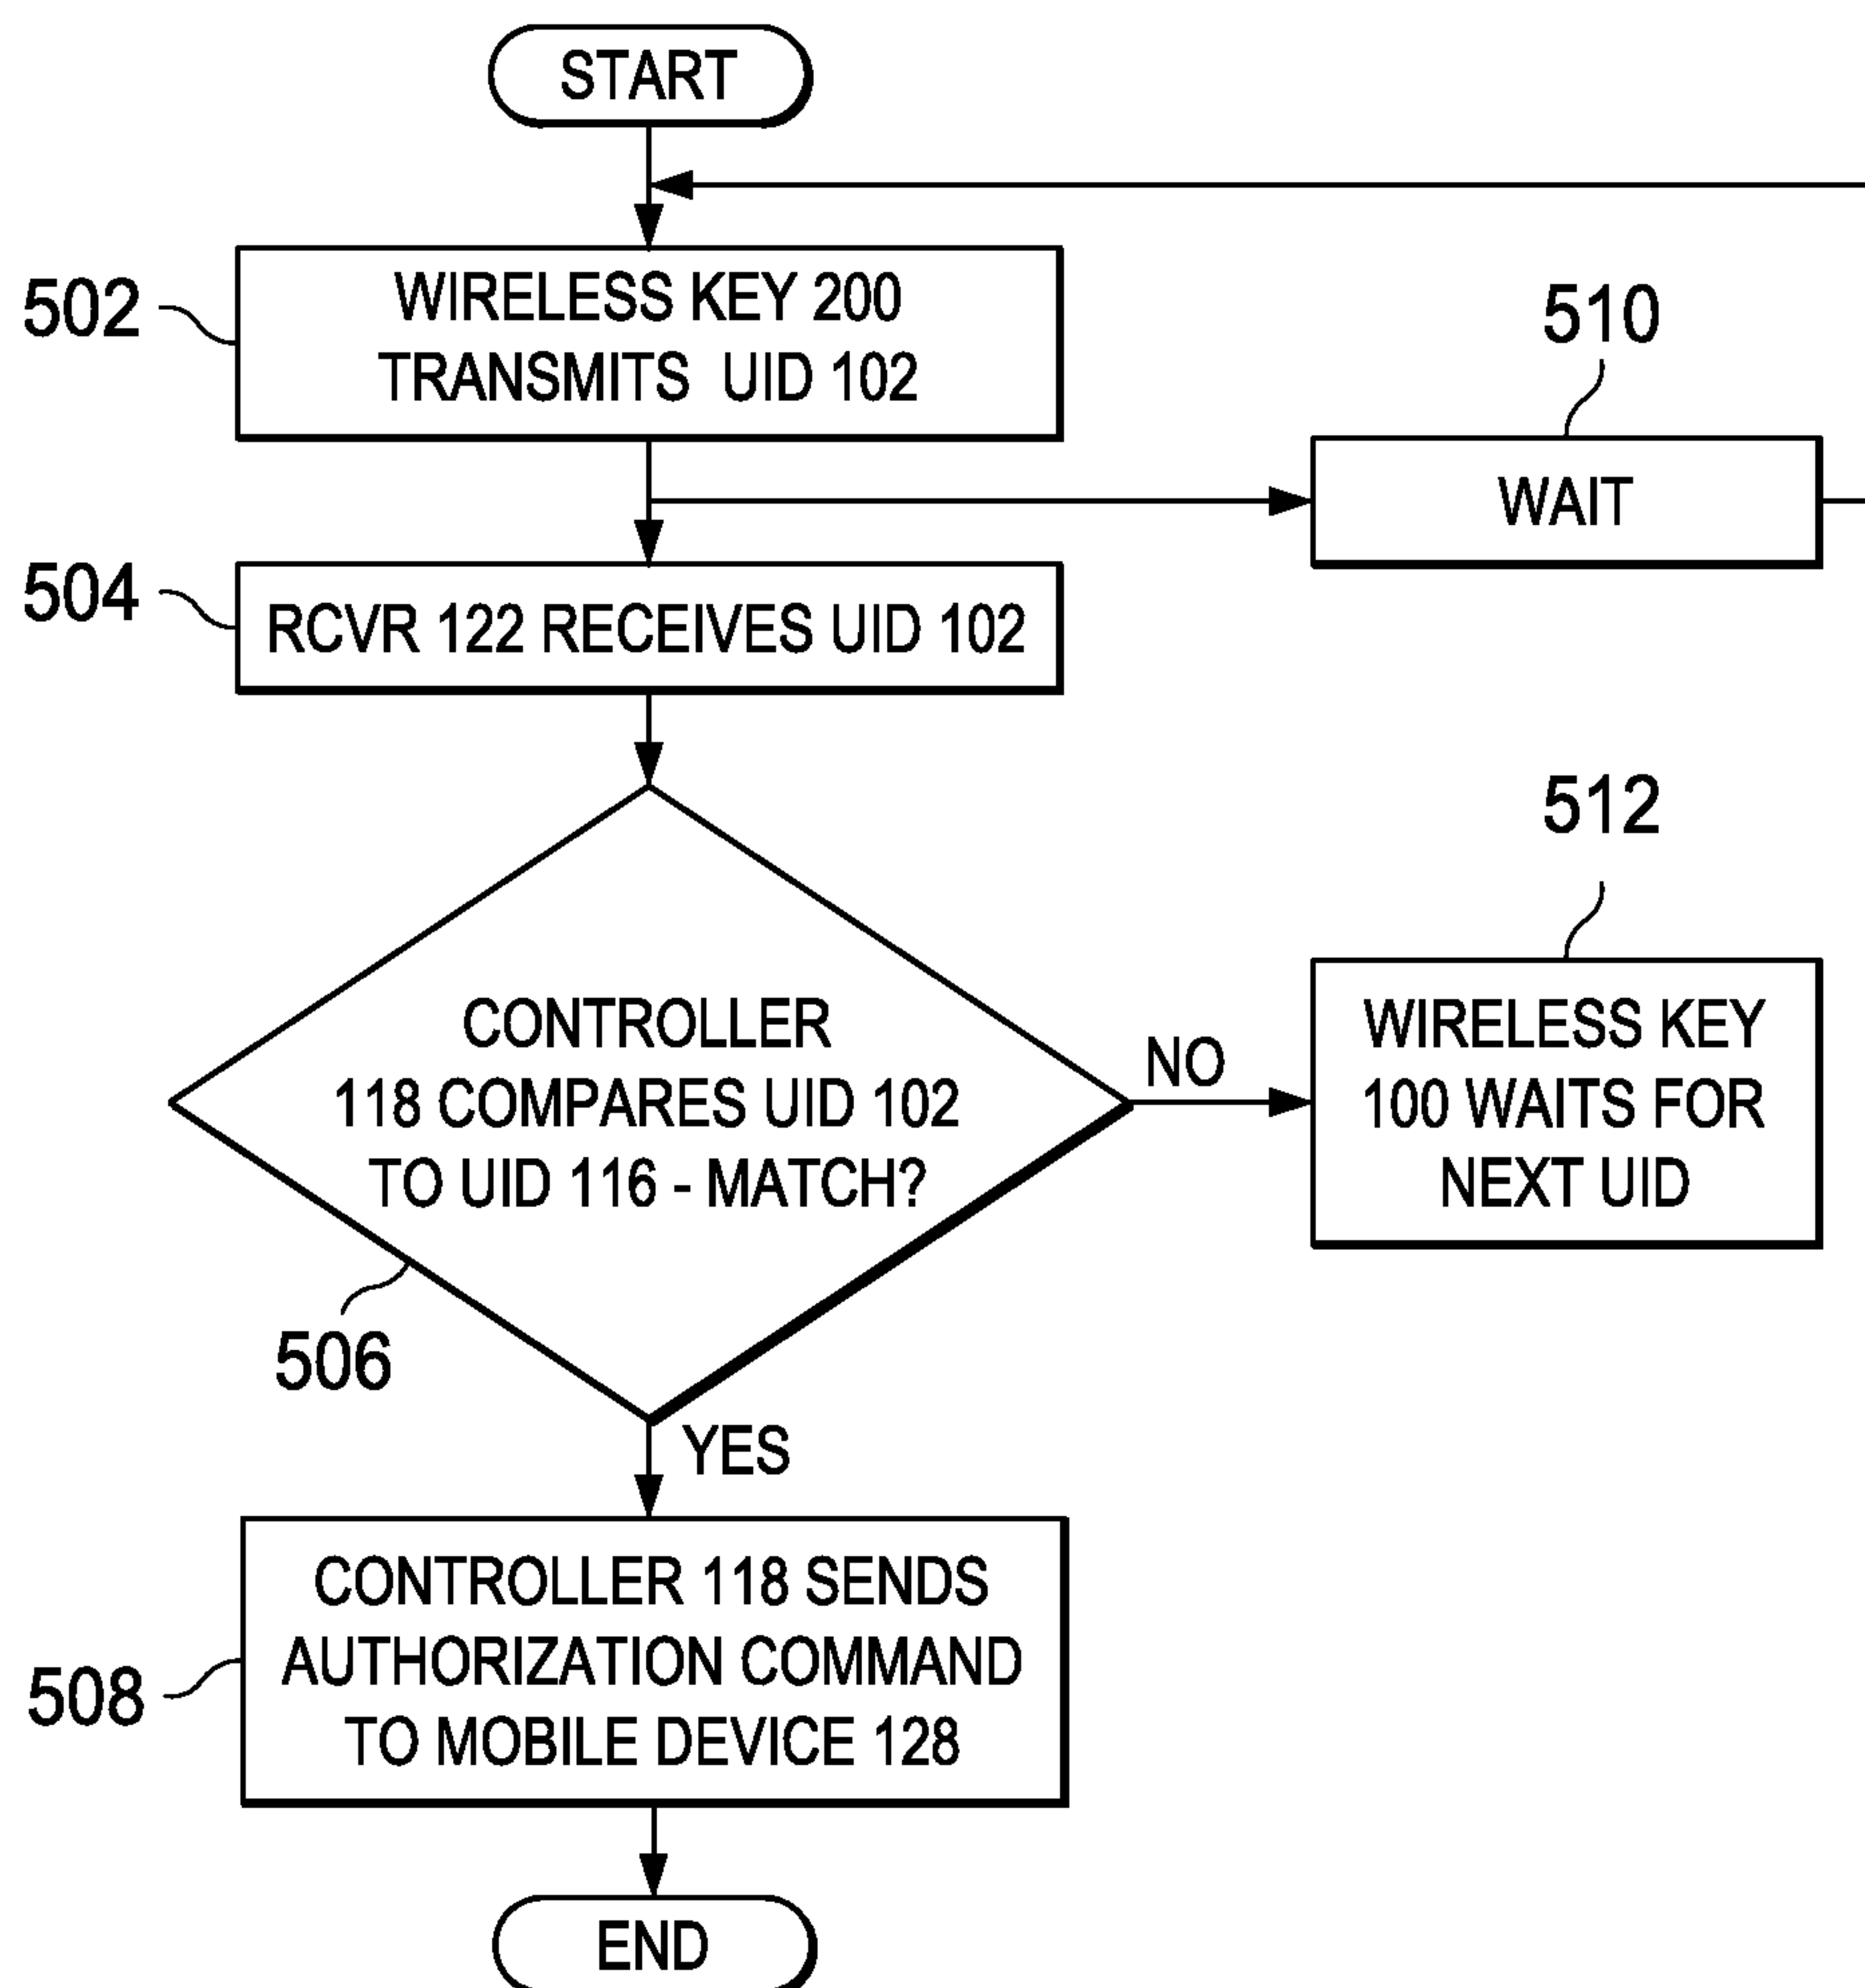 START
502
WIRELESS KEY 200
TRANSMITS UID 102
510
WAIT
504
RCVR 122 RECEIVES UID 102
512
CONTROLLER
118 COMPARES UID 102
TO UID 116 - MATCH?
NO
WIRELESS KEY
100 WAITS FOR
NEXT UID
506
YES
508
CONTROLLER 118 SENDS
AUTHORIZATION COMMAND
TO MOBILE DEVICE 128
END